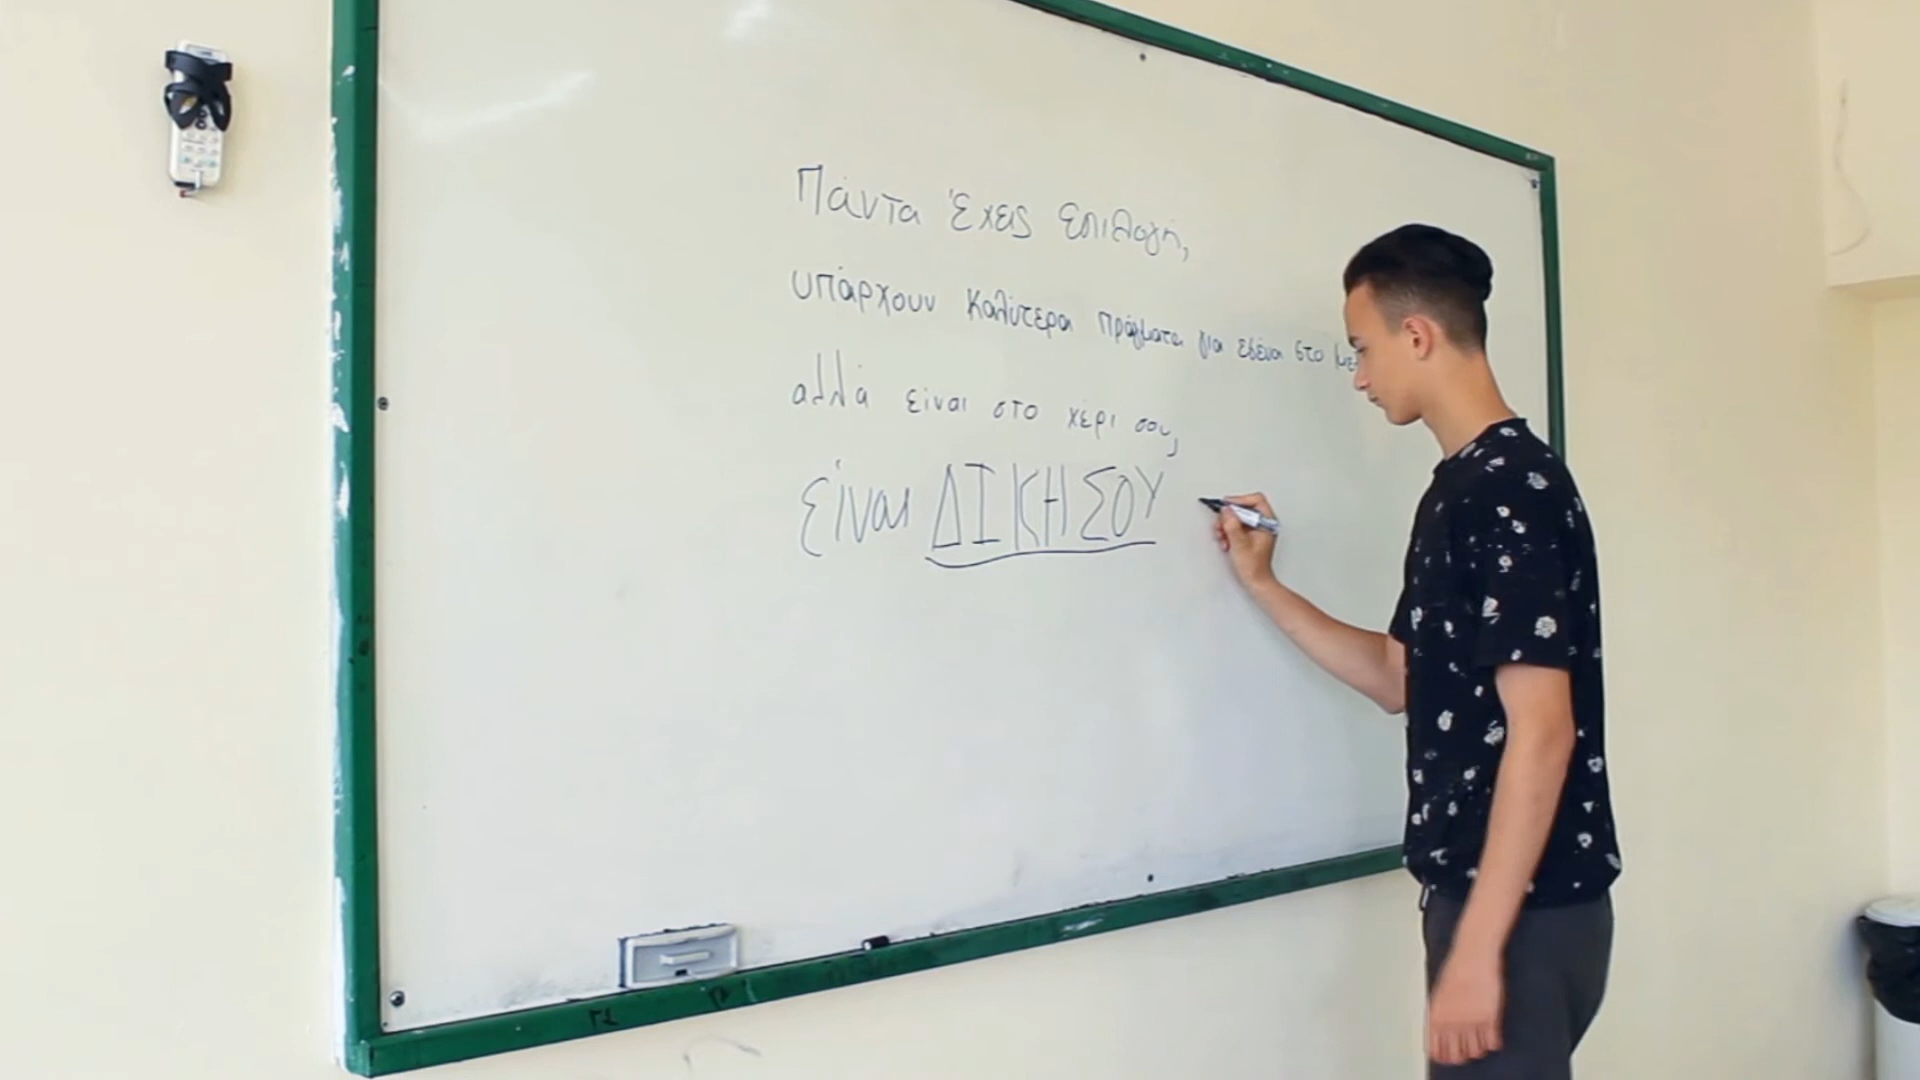 Πάντα Έχεις Επιλογή,
υπάρχουν Καλύτερα πράγματα για εσένα στο
αλλά είναι στο χέρι σου,
είναι ΔΙΚΗ ΣΟΥ